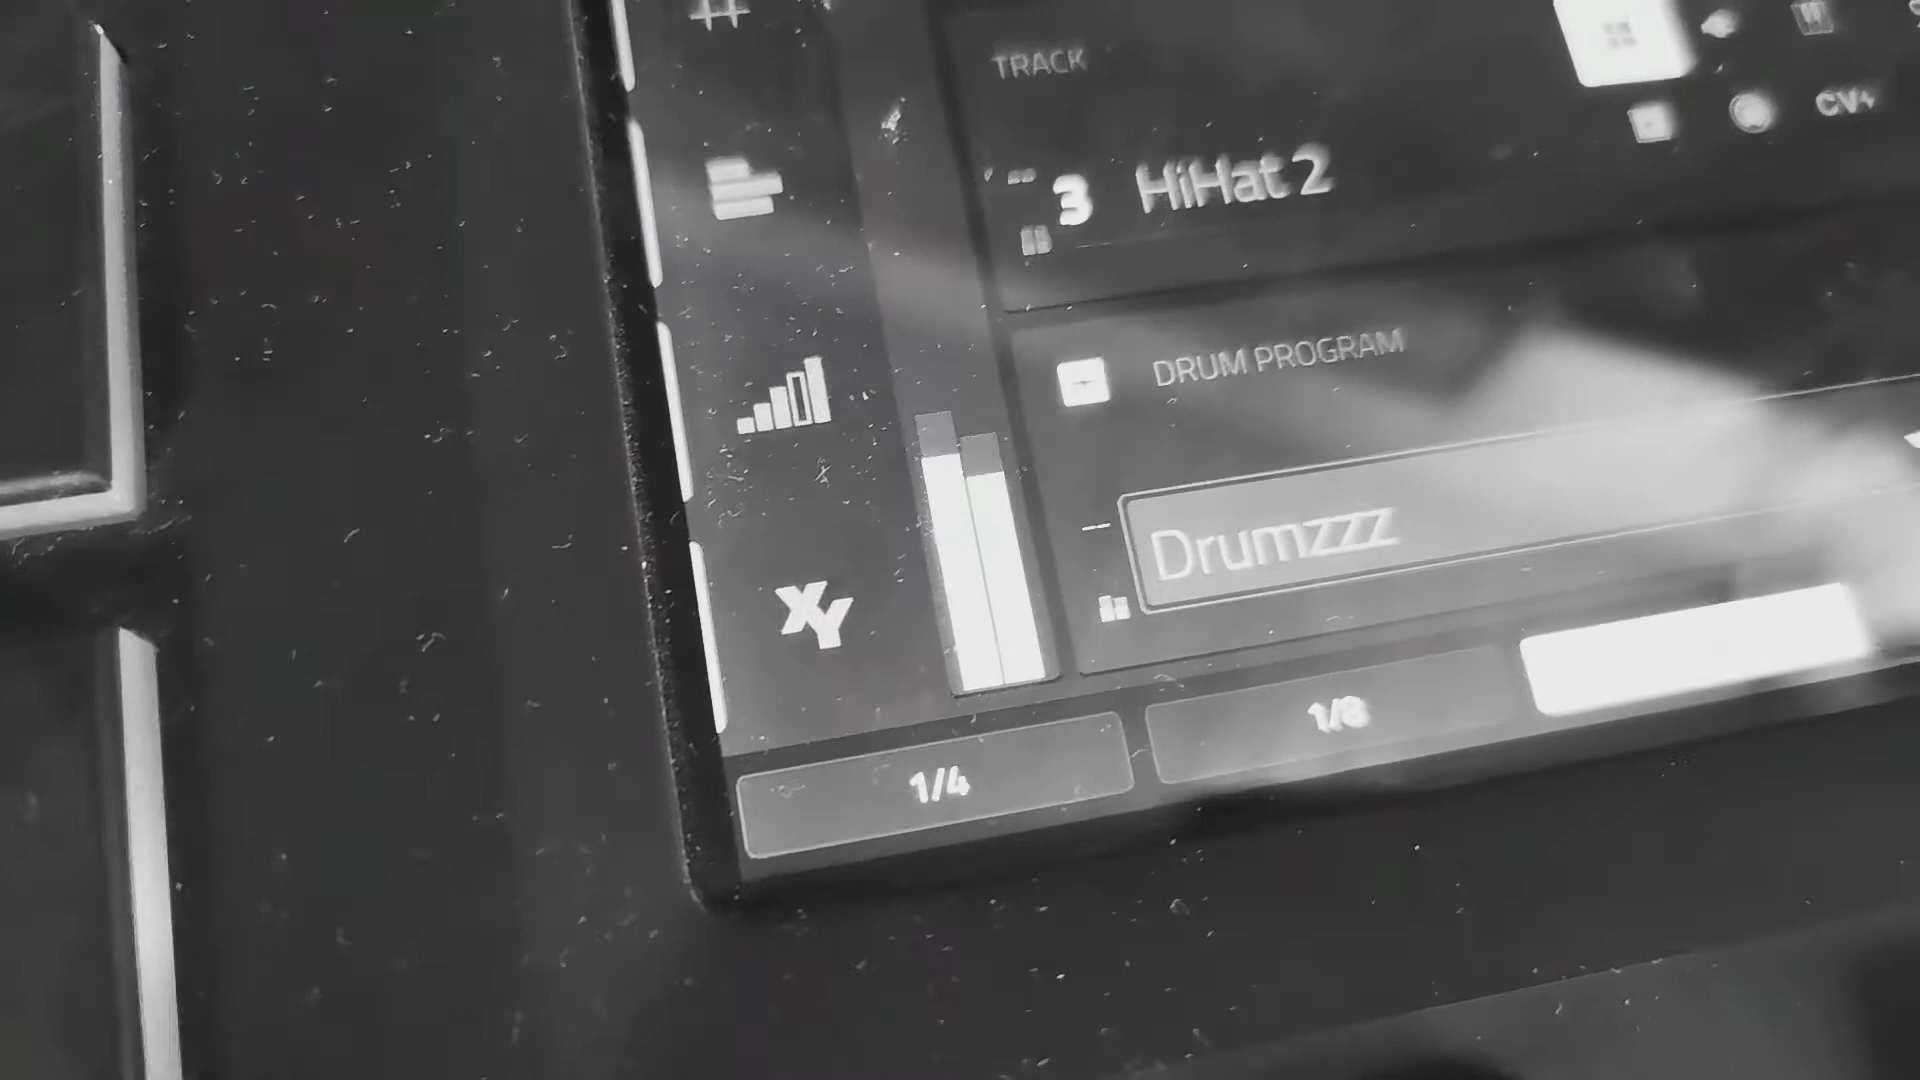 TRACK
CV
3 HiHat 2
DRUM PROGRAM
Drumzzz
XY
1/4
1/8